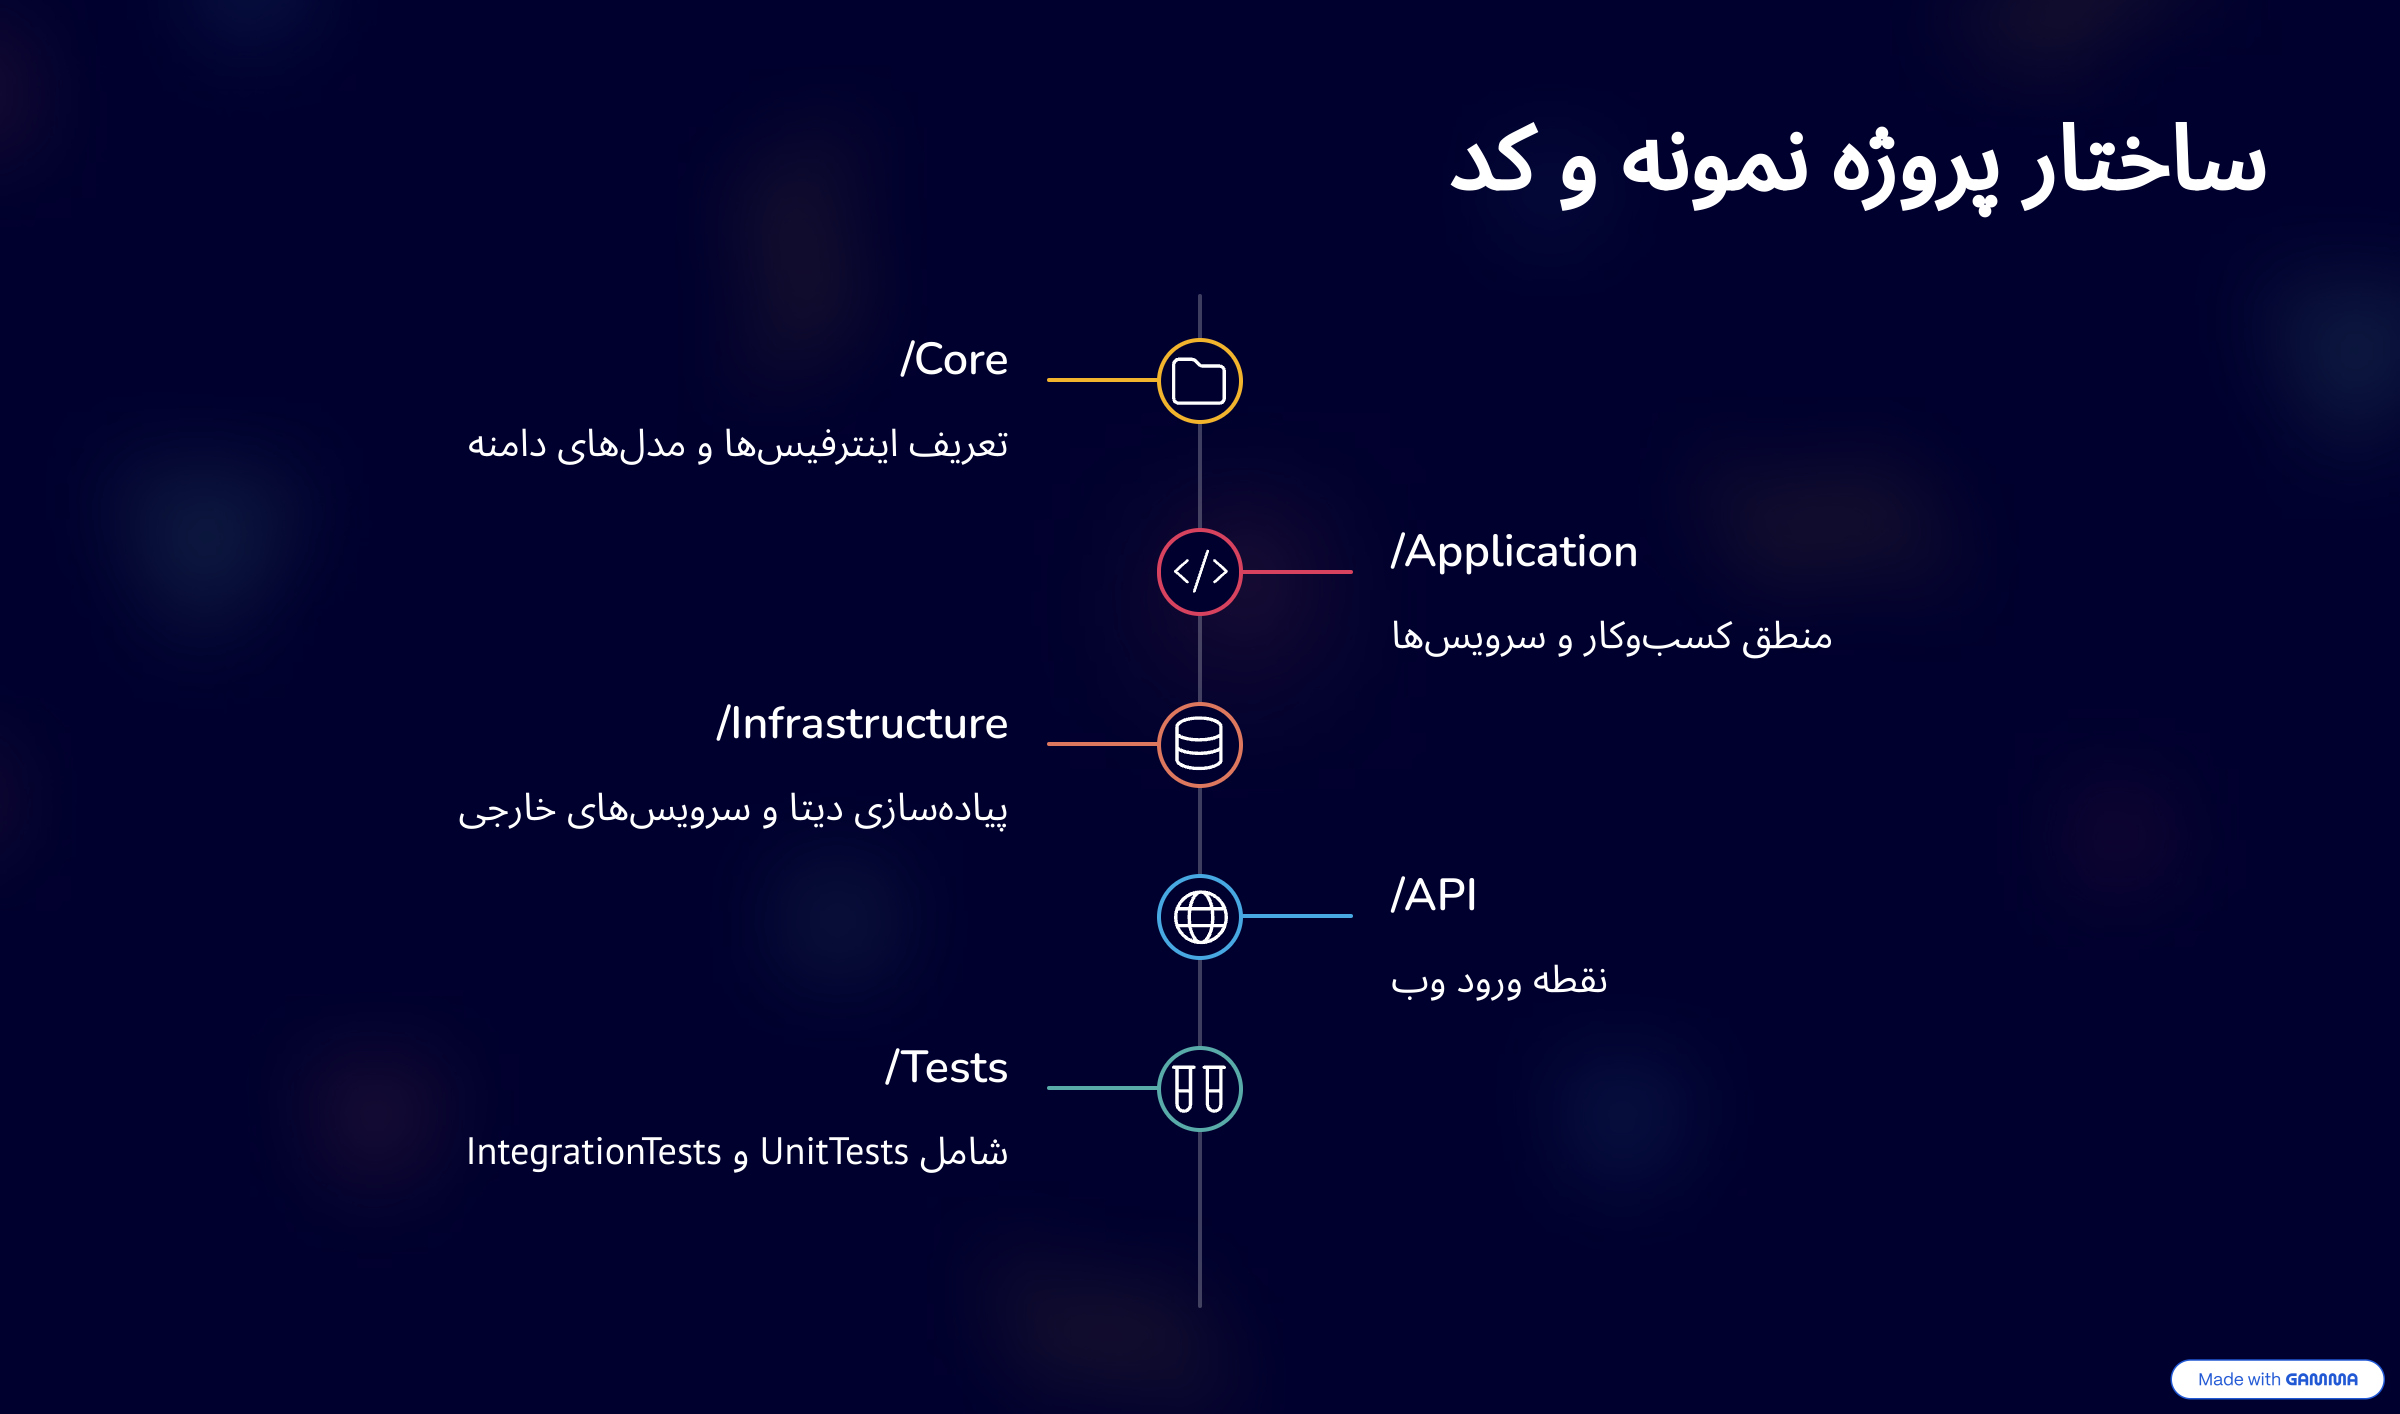 ساختار پروژه نمونه و کد
/Core
تعریف اینترفیس‌ها و مدل‌های دامنه
/Application
منطق کسب‌وکار و سرویس‌ها
/Infrastructure
پیاده‌سازی دیتا و سرویس‌های خارجی
/API
نقطه ورود وب
/Tests
شامل UnitTests و IntegrationTests
Made with GAMMA